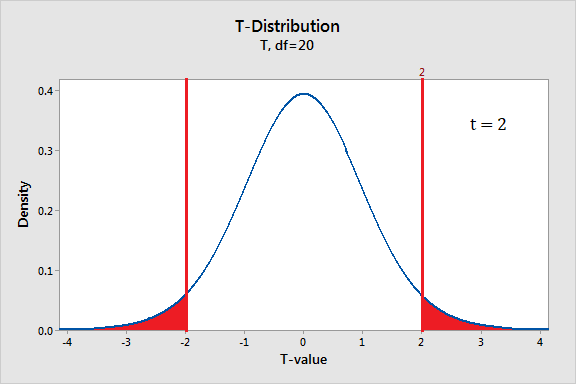 T-Distribution
T, df=20
2
t = 2
Density
0.4
0.3
0.2
0.1
0.0
-4 -3 -2 -1 0 1 2 3 4
T-value